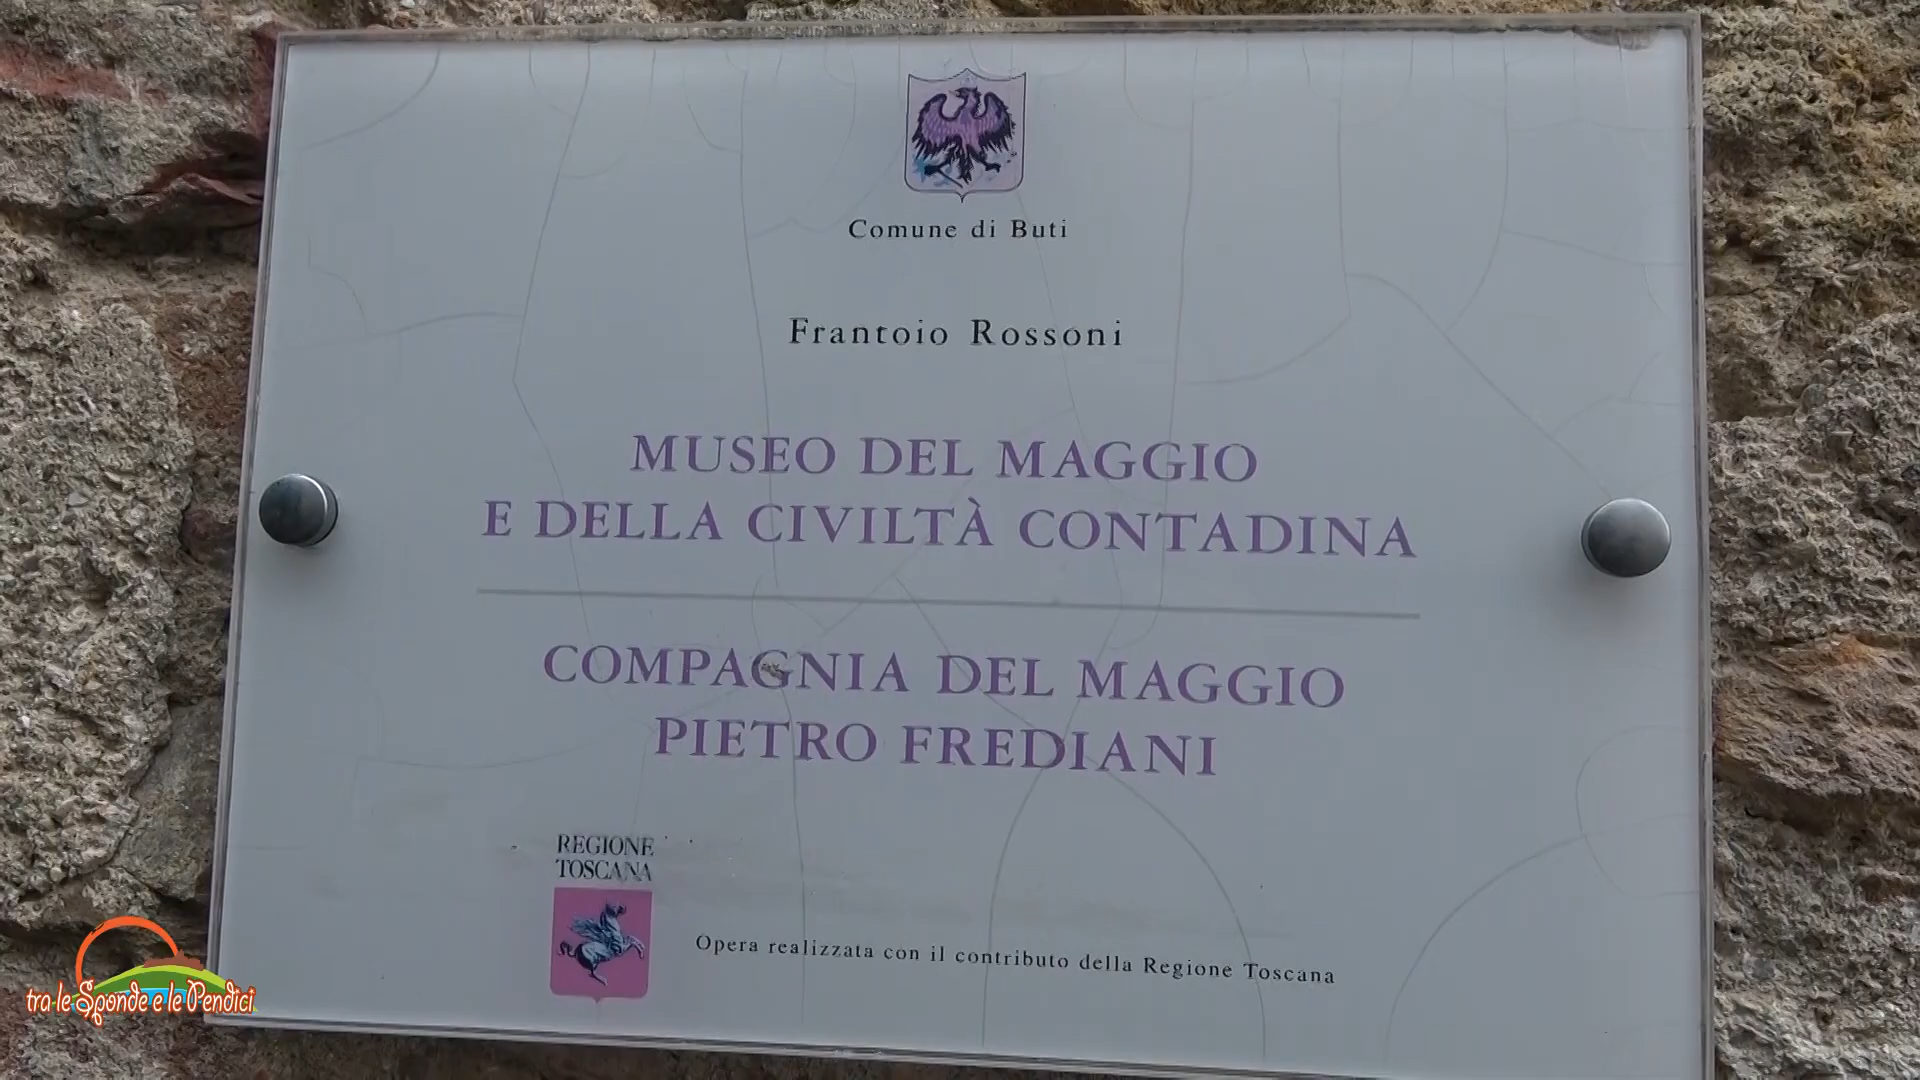 Comune di Buti
Frantoio Rossoni
MUSEO DEL MAGGIO
E DELLA CIVILTÀ CONTADINA
COMPAGNIA DEL MAGGIO
PIETRO FREDIANI
REGIONE
TOSCANA
Opera realizzata con il contributo della Regione Toscana
tra le Sponde e le Pendici